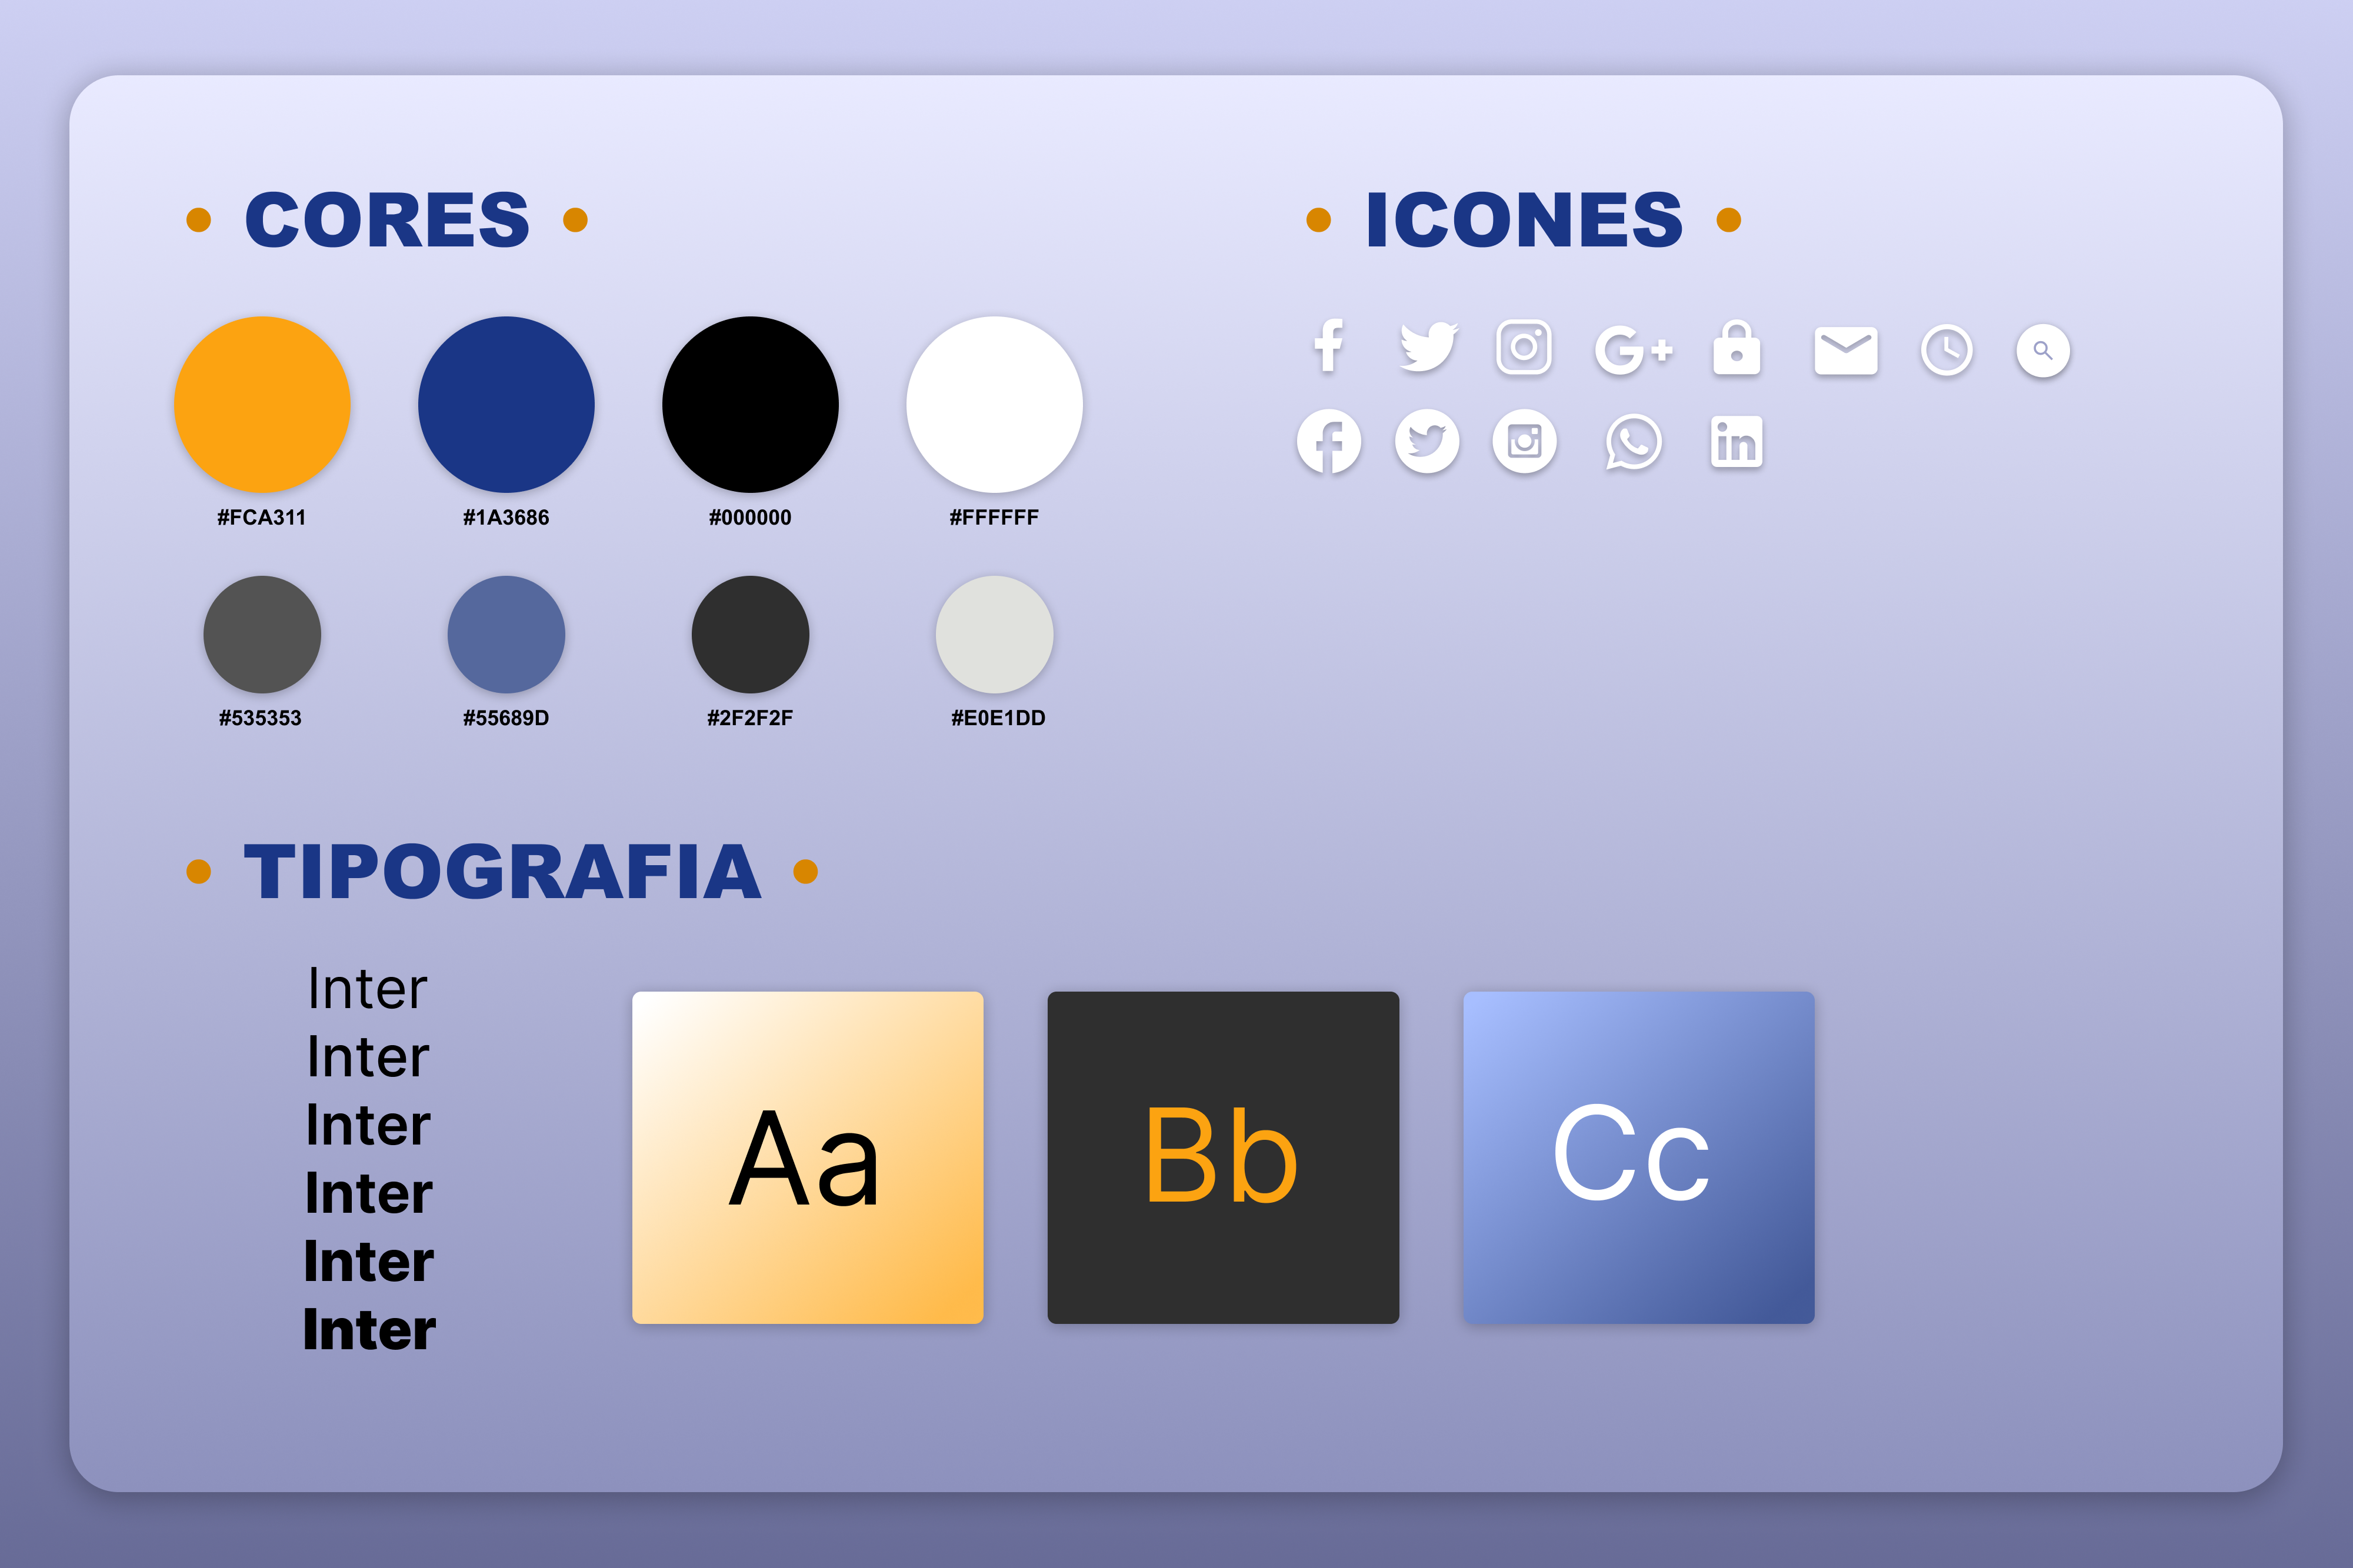 • CORES •
#FCA311 #1A3686 #000000 #FFFFFF
#535353 #55689D #2F2F2F #E0E1DD
• ICONES •
• TIPOGRAFIA •
Inter
Inter
Inter
Inter
Inter
Inter
Aa Bb Cc